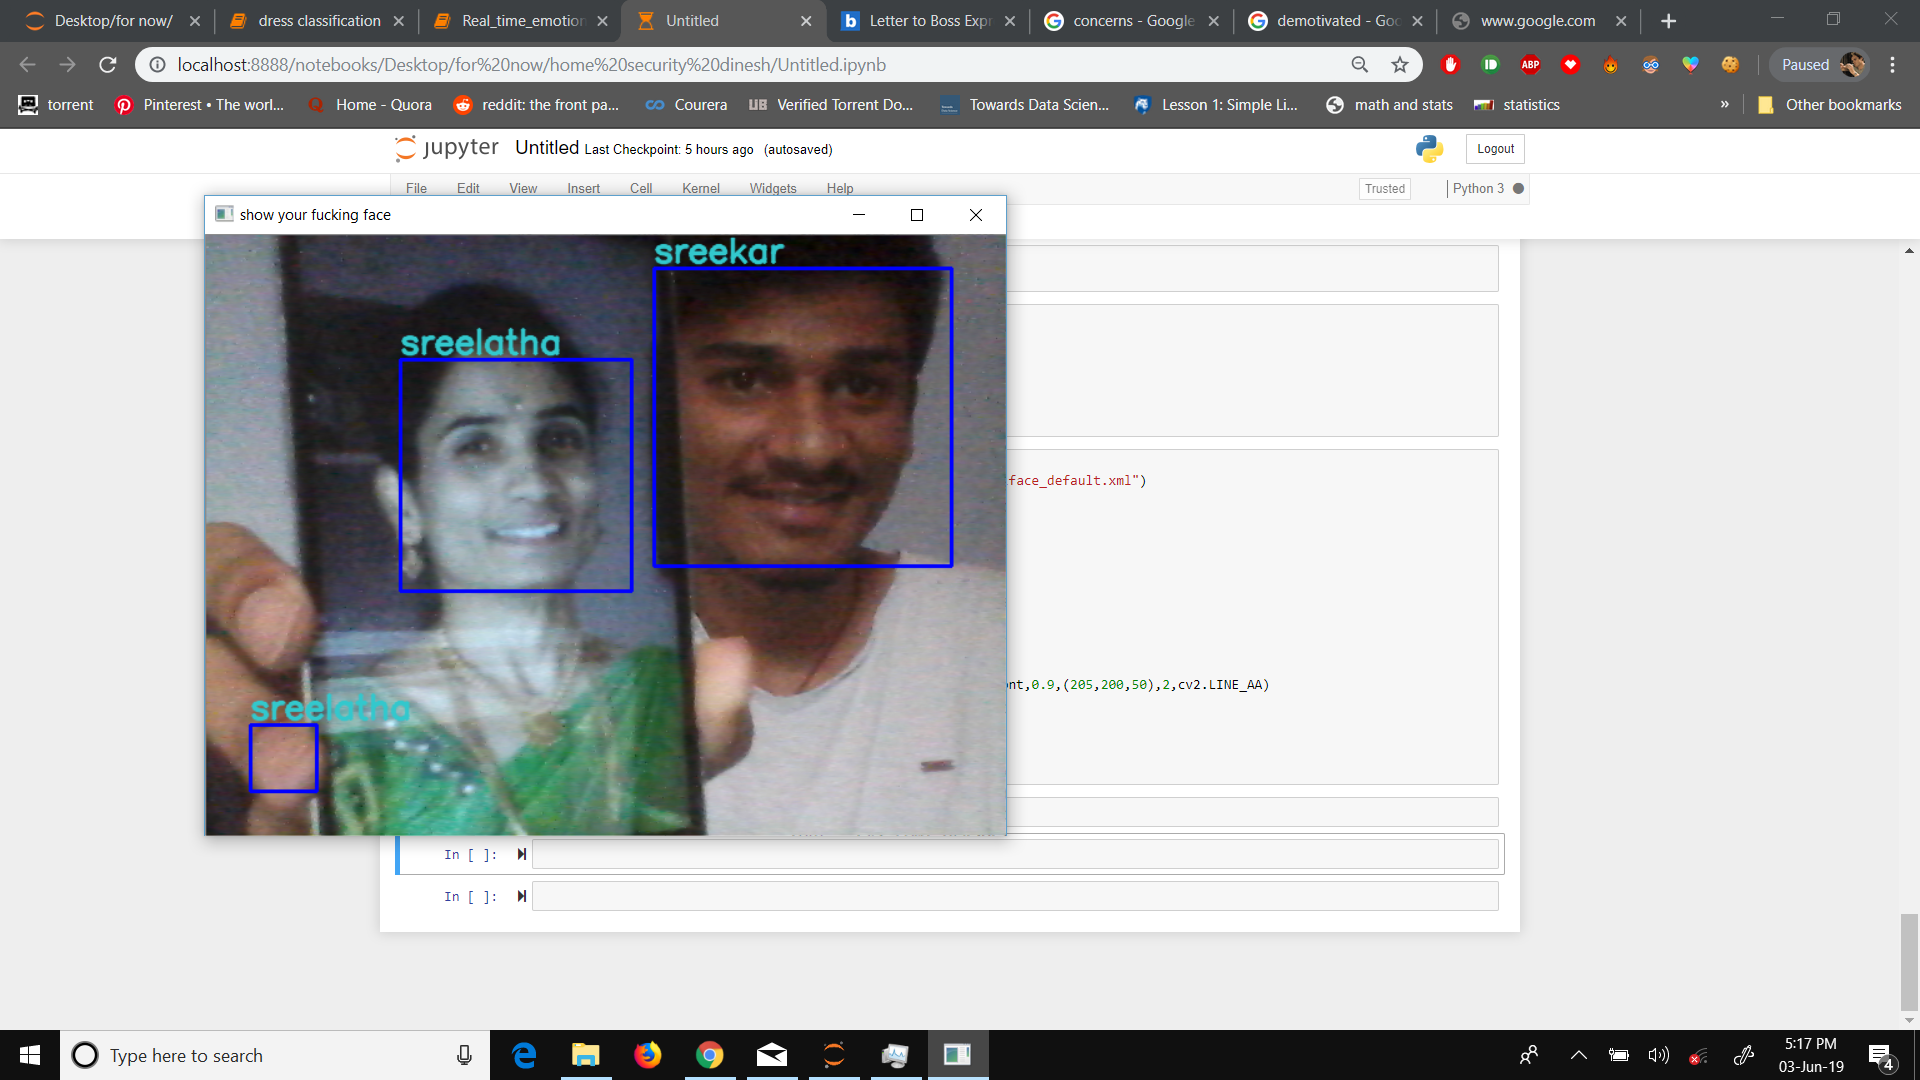 Desktop/for now/
dress classification
Real_time_emotion
Untitled
Letter to Boss Expr
concerns - Google
demotivated - Goo
www.google.com
localhost:8888/notebooks/Desktop/for%20now/home%20security%20dinesh/Untitled.ipynb
ABP
Paused
torrent
Pinterest • The worl...
Home - Quora
reddit: the front pa...
Courera
Verified Torrent Do...
Towards Data Scien...
Lesson 1: Simple Li...
math and stats
statistics
»
Other bookmarks
jupyter Untitled Last Checkpoint: 5 hours ago (autosaved)
Logout
File Edit View Insert Cell Kernel Widgets Help
Trusted
Python 3
show your fucking face
sreekar
sreelatha
face_default.xml")
sreelatha
nt,0.9,(205,200,50),2,cv2.LINE_AA)
In [ ]:
In [ ]:
Type here to search
5:17 PM
03-Jun-19
4